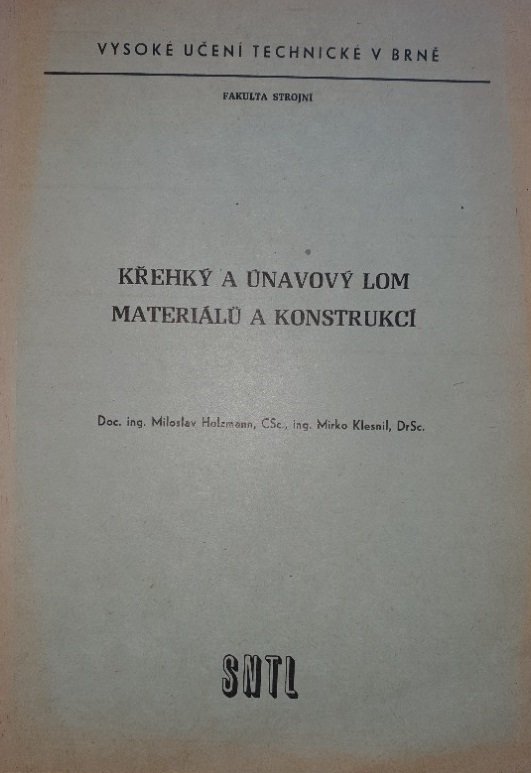 VYSOKÉ UČENÍ TECHNICKÉ V BRNĚ
FAKULTA STROJNÍ
KŘEHKÝ A ÚNAVOVÝ LOM
MATERIÁLŮ A KONSTRUKCÍ
Doc. ing. Miloslav Holzmann, CSc., ing. Mirko Klesnil, DrSc.
SNTL